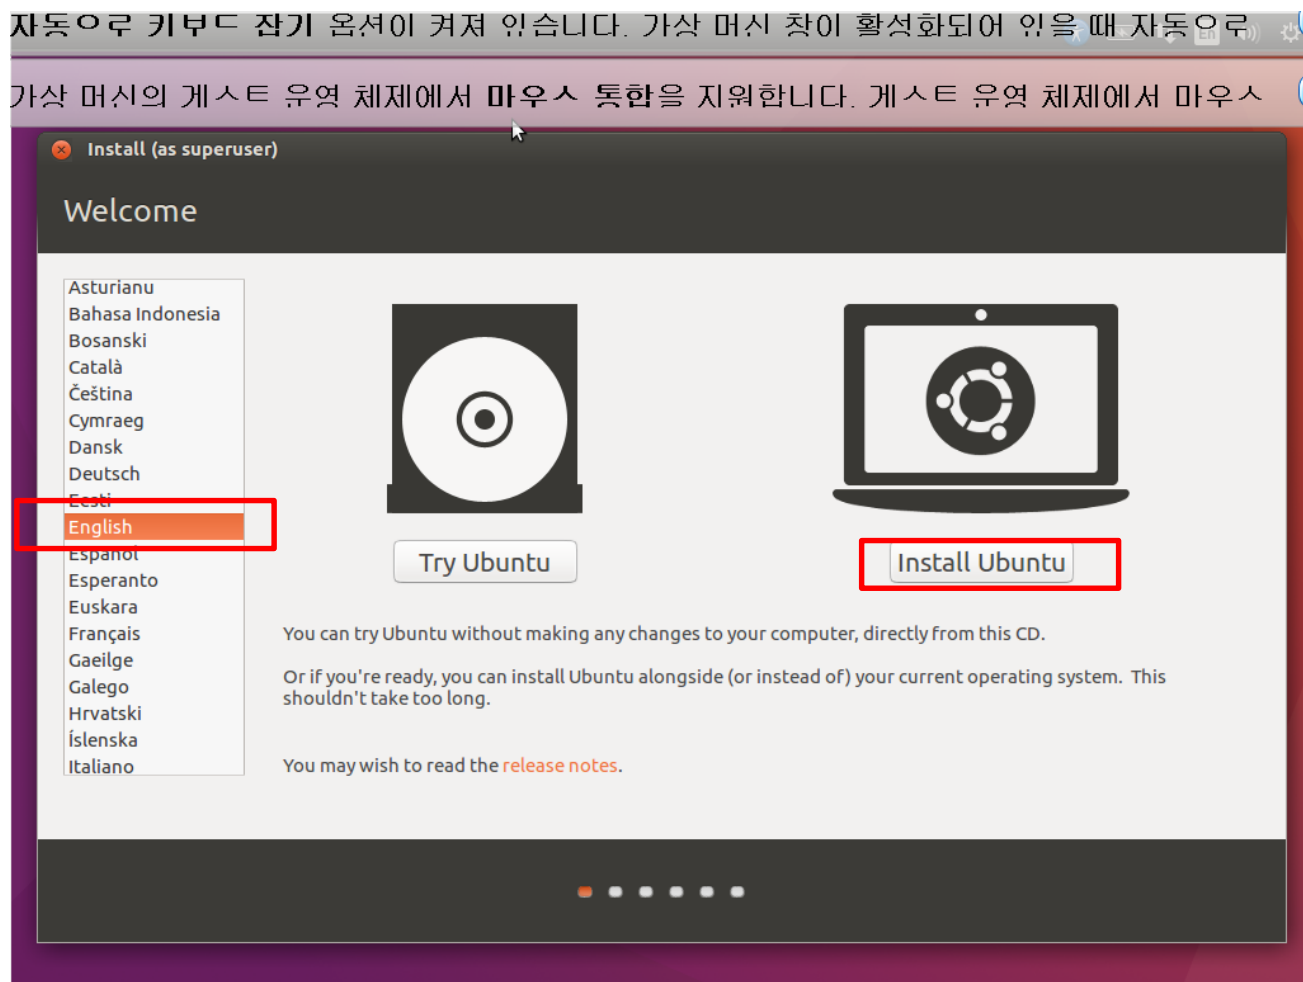 자동으로 키보드 잡기 옵션이 켜져 있습니다. 가상 머신 창이 활성화되어 있을 때 자동으로
En
가상 머신의 게스트 운영 체제에서 마우스 통합을 지원합니다. 게스트 운영 체제에서 마우스
Install (as superuser)
Welcome
Asturianu
Bahasa Indonesia
Bosanski
Català
Čeština
Cymraeg
Dansk
Deutsch
Eesti
English
Español
Esperanto
Euskara
Français
Gaeilge
Galego
Hrvatski
Íslenska
Italiano
Try Ubuntu
Install Ubuntu
You can try Ubuntu without making any changes to your computer, directly from this CD.
Or if you're ready, you can install Ubuntu alongside (or instead of) your current operating system. This
shouldn't take too long.
You may wish to read the release notes.